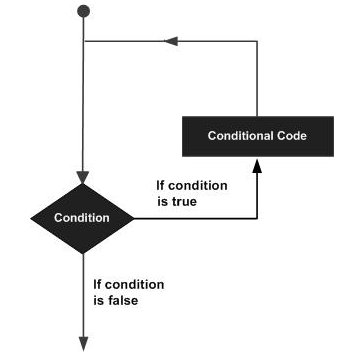 Conditional Code
If condition
is true
Condition
If condition
is false